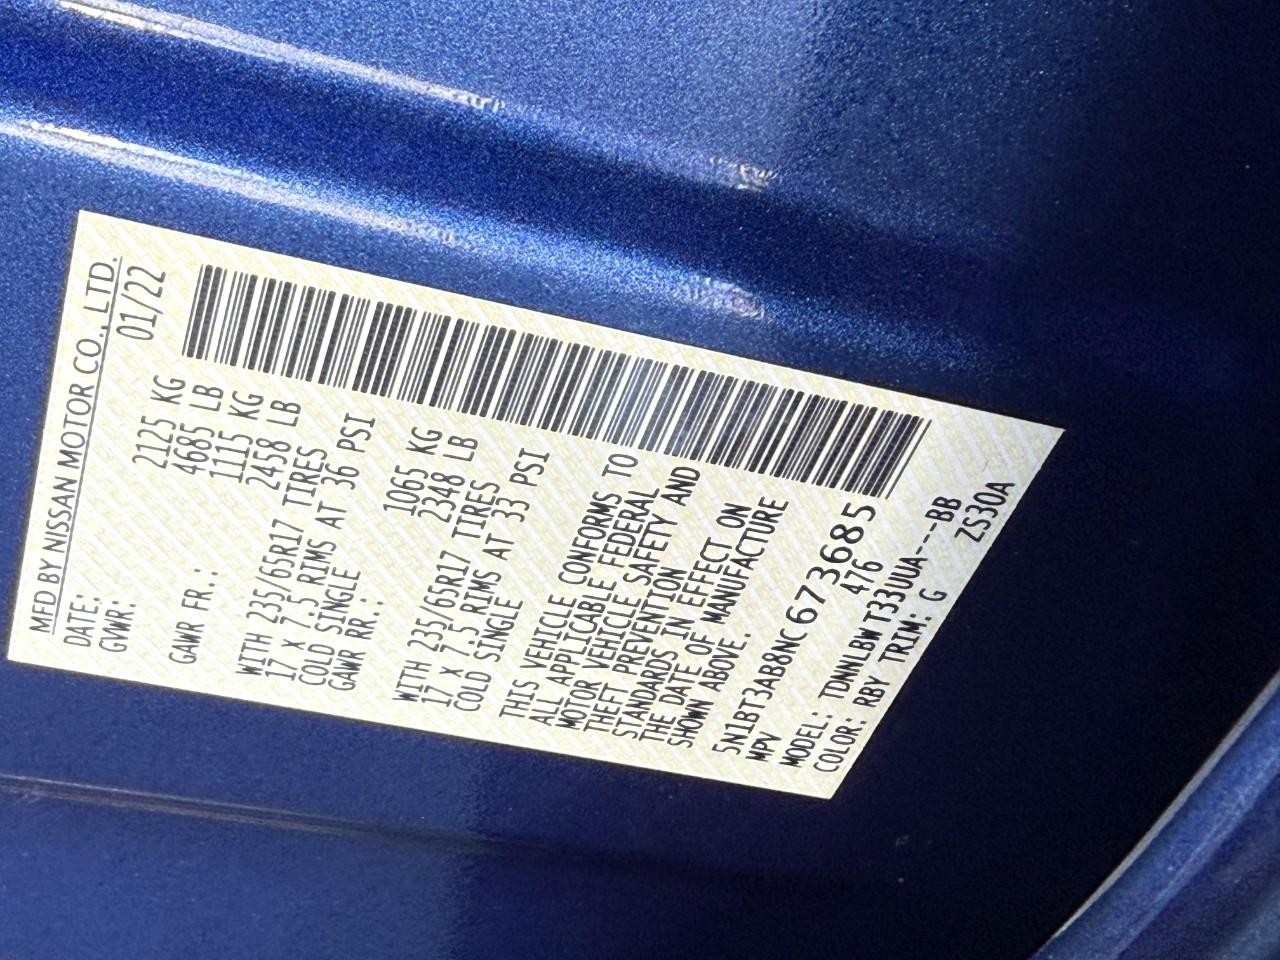 MFD BY NISSAN MOTOR CO., LTD.
DATE: 01/22
GVWR: 2125 KG
4685 LB
GAWR FR.: 1115 KG
2458 LB
WITH 235/65R17 TIRES
17 X 7.5 RIMS AT 36 PSI
COLD SINGLE
GAWR RR.: 1065 KG
2348 LB
WITH 235/65R17 TIRES
17 X 7.5 RIMS AT 33 PSI
COLD SINGLE
THIS VEHICLE CONFORMS TO
ALL APPLICABLE FEDERAL
MOTOR VEHICLE SAFETY AND
THEFT PREVENTION
STANDARDS IN EFFECT ON
THE DATE OF MANUFACTURE
SHOWN ABOVE.
5N1BT3AB8NC673685
MPV 476
MODEL: TDNNLBWT33UUA---BB
COLOR: RBY TRIM: G ZS30A